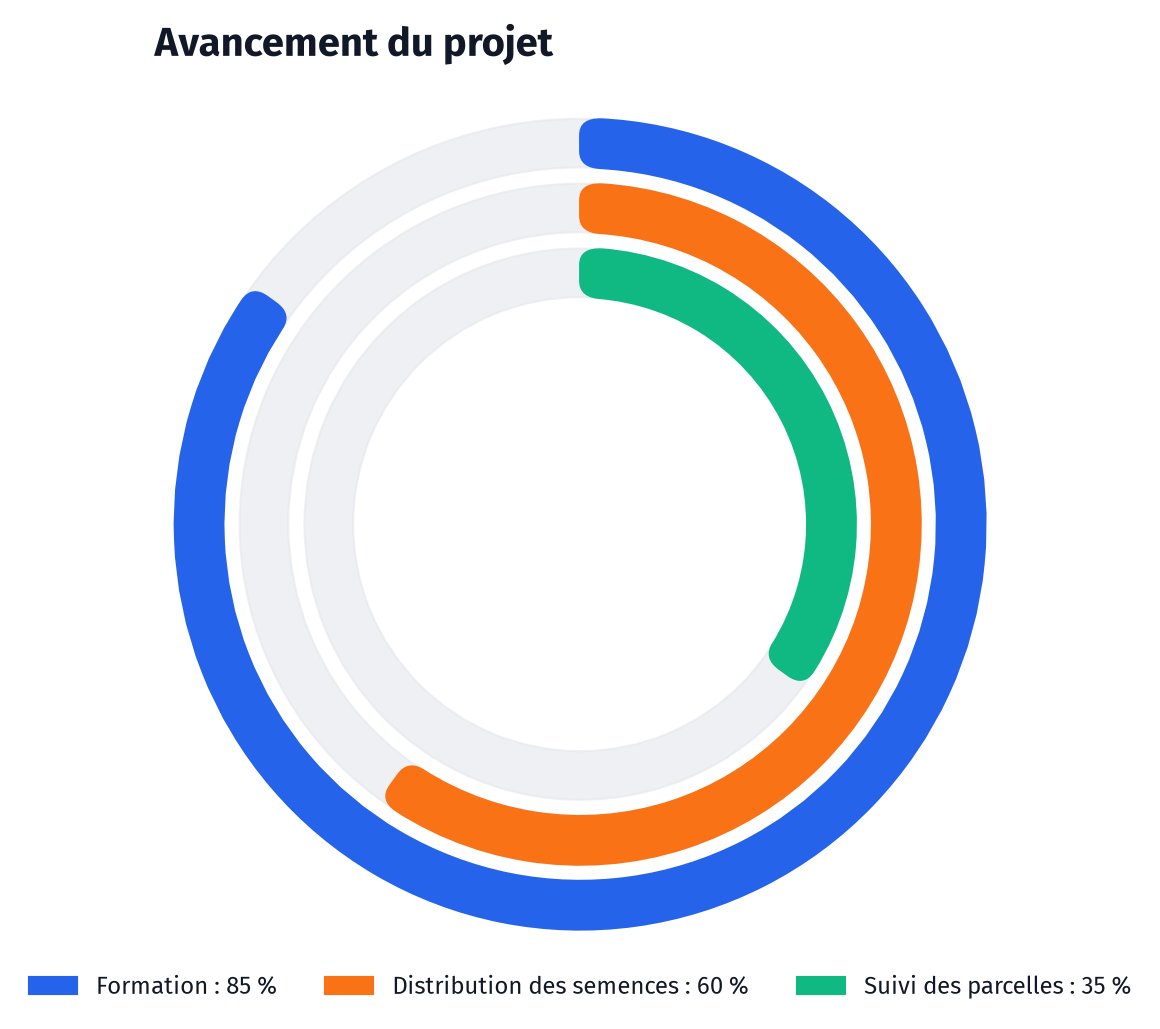 Avancement du projet
Formation : 85 % Distribution des semences : 60 % Suivi des parcelles : 35 %